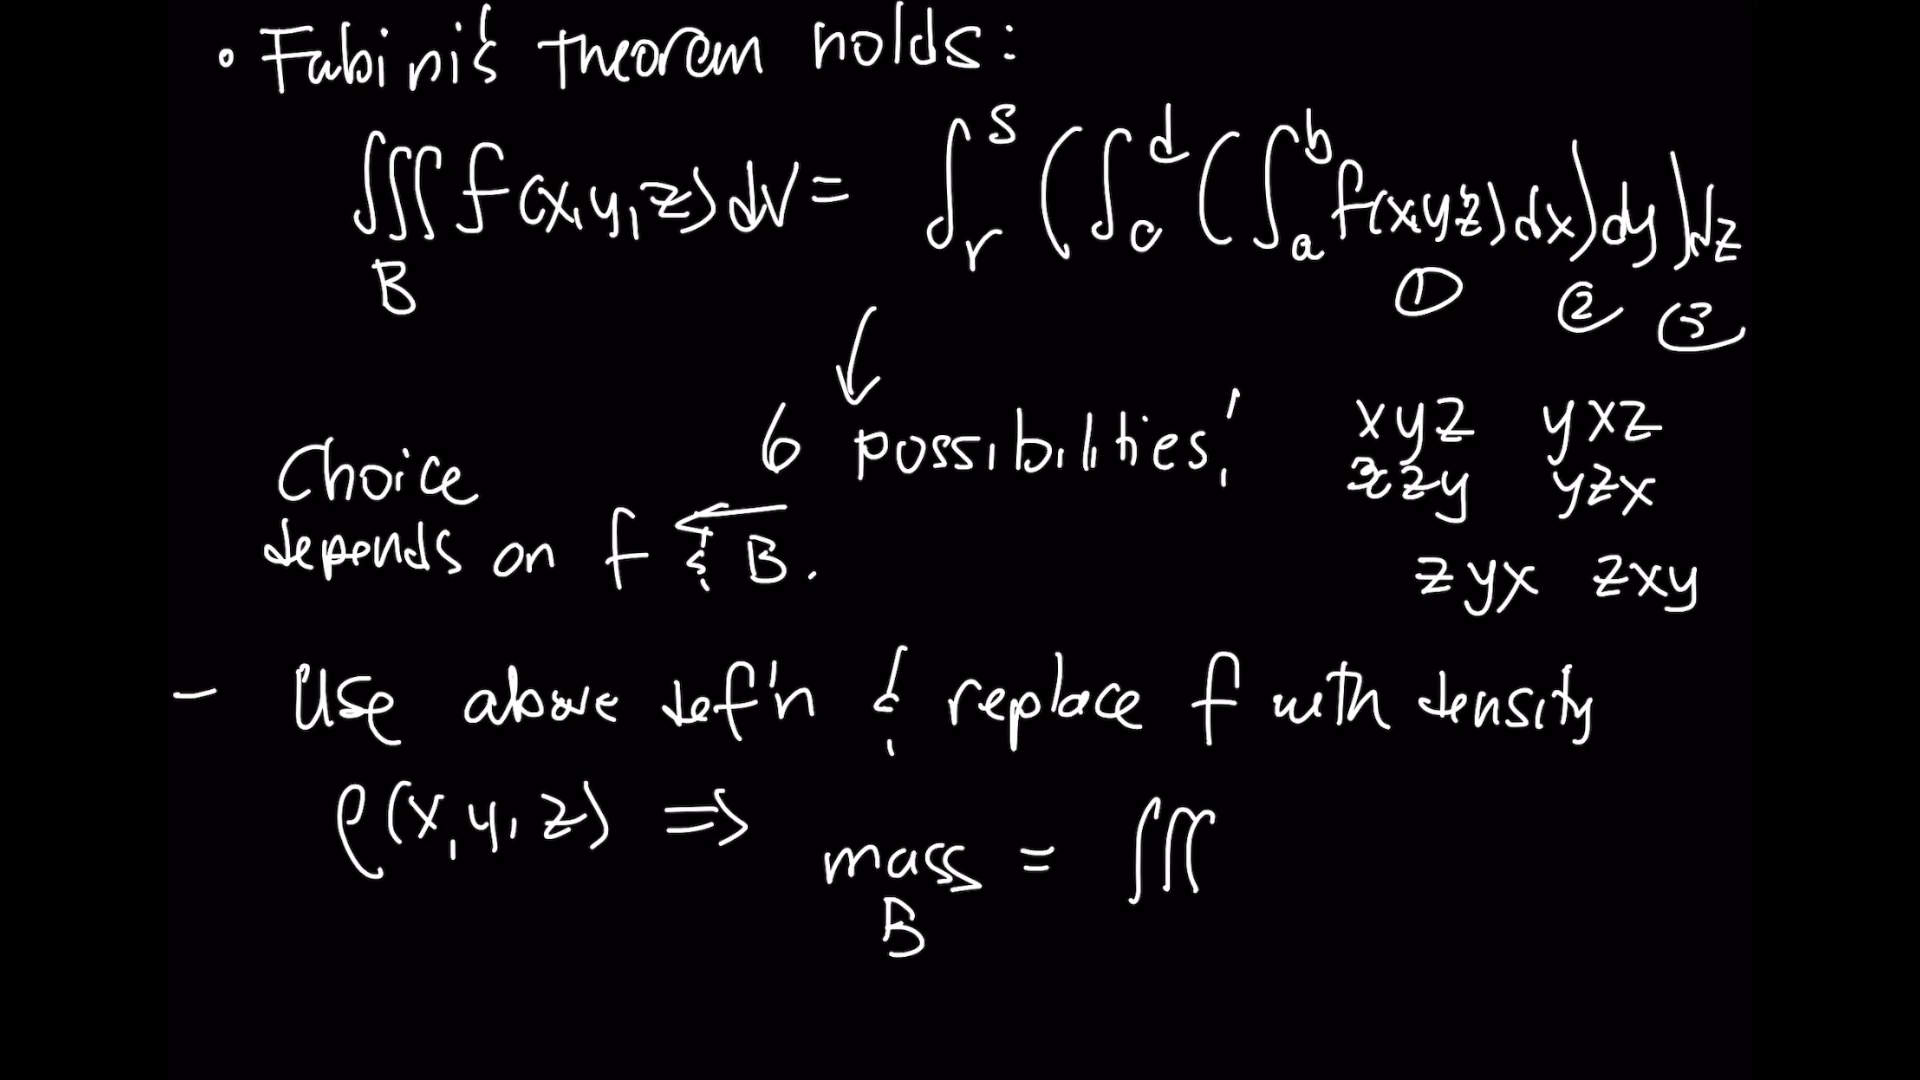 • Fubini's theorem holds:
∭_B f(x,y,z) dV = ∫_r^s (∫_c^d (∫_a^b f(xyz) dx) dy) dz
① ② ③
↓
6 possibilities! xyz yxz
xzy yzx
zyx zxy
Choice ←
depends on f & B.
- Use above def'n & replace f with density
ρ(x,y,z) ⇒ mass_B = ∭